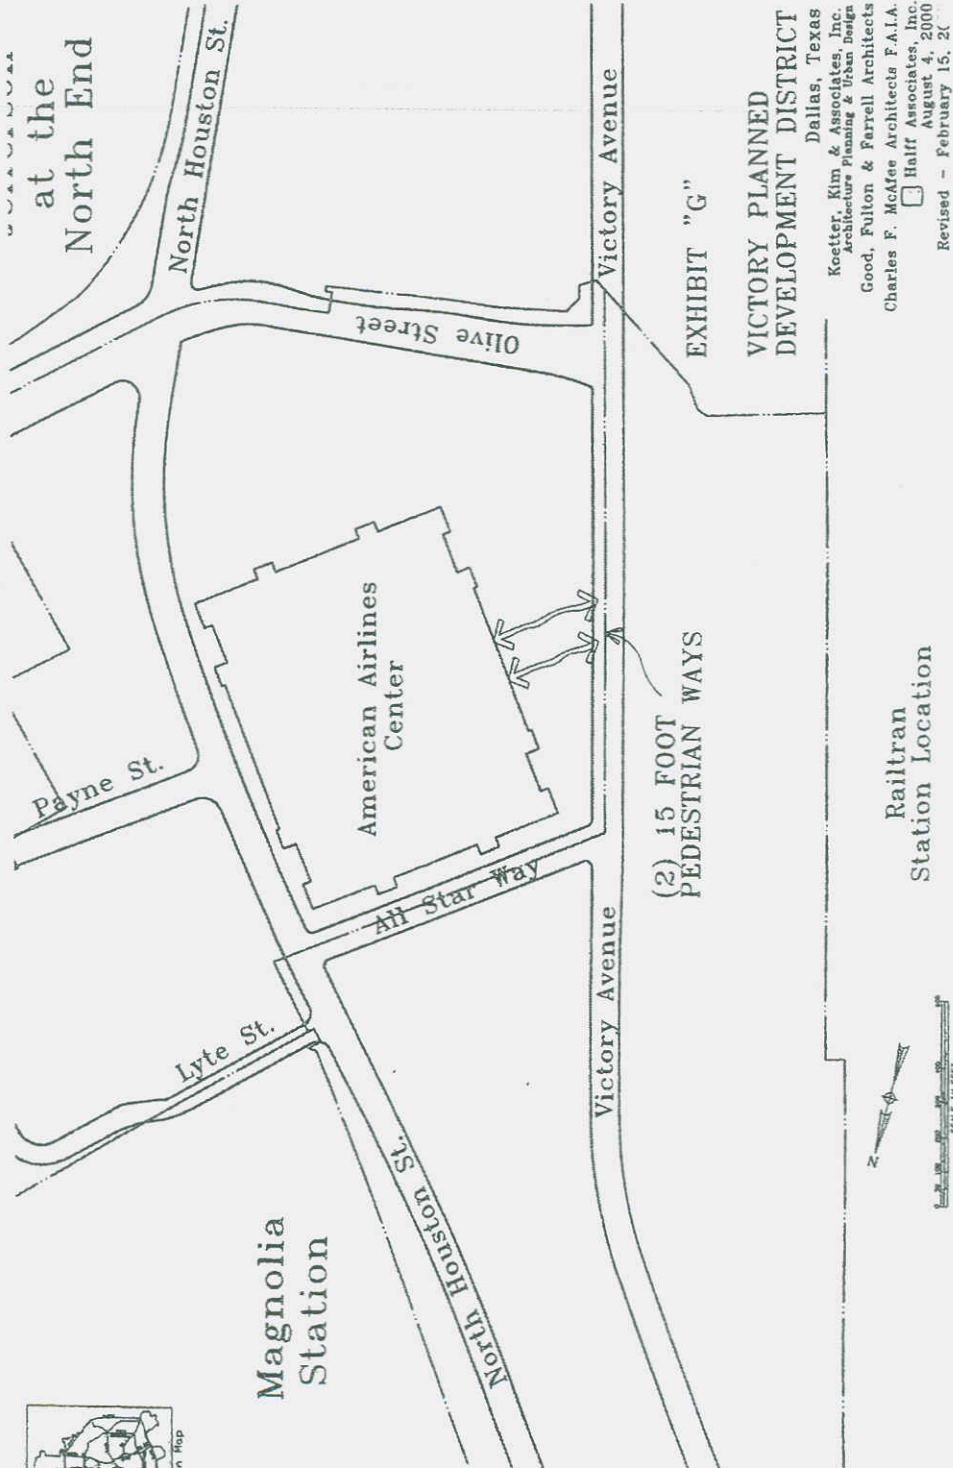 at the
North End
North Houston St.
Olive Street
Victory Avenue
Payne St.
American Airlines
Center
All Star Way
Lyte St.
Magnolia
Station
North Houston St.
Victory Avenue
(2) 15 FOOT
PEDESTRIAN WAYS
Railtran
Station Location
N
EXHIBIT "G"
VICTORY PLANNED
DEVELOPMENT DISTRICT
Dallas, Texas
Koetter, Kim & Associates, Inc.
Architecture Planning & Urban Design
Good, Fulton & Farrell Architects
Charles F. McAfee Architects F.A.I.A.
Halff Associates, Inc.
August 4, 2000
Revised - February 15,
Map